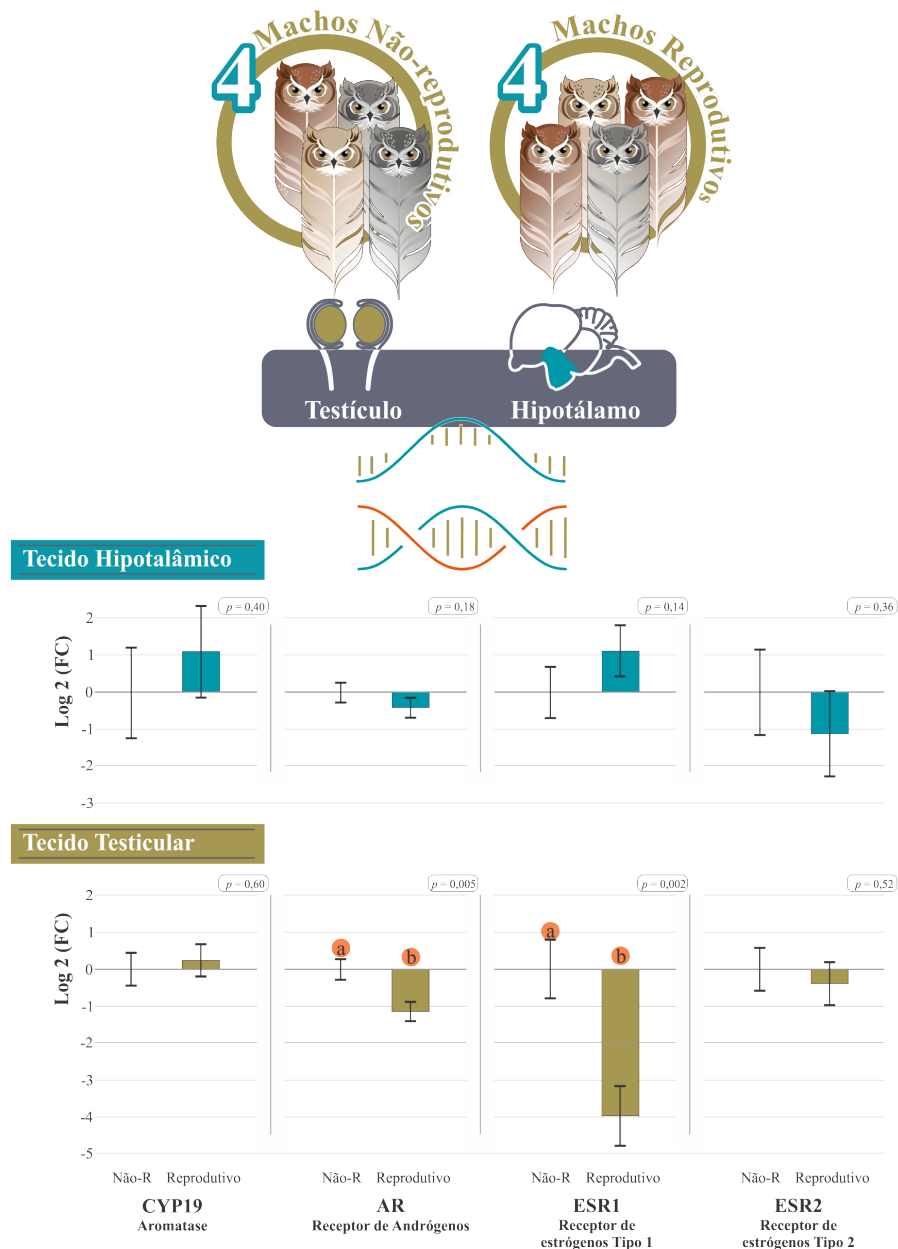 4 Machos Não-reprodutivos
4 Machos Reprodutivos
Testículo
Hipotálamo
Tecido Hipotalâmico
p = 0,40
p = 0,18
p = 0,14
p = 0,36
Log 2 (FC)
2
1
0
-1
-2
-3
Tecido Testicular
p = 0,60
p = 0,005
p = 0,002
p = 0,52
Log 2 (FC)
2
1
0
-1
-2
-3
-4
-5
a
b
a
b
Não-R Reprodutivo
Não-R Reprodutivo
Não-R Reprodutivo
Não-R Reprodutivo
CYP19
Aromatase
AR
Receptor de Andrógenos
ESR1
Receptor de
estrógenos Tipo 1
ESR2
Receptor de
estrógenos Tipo 2